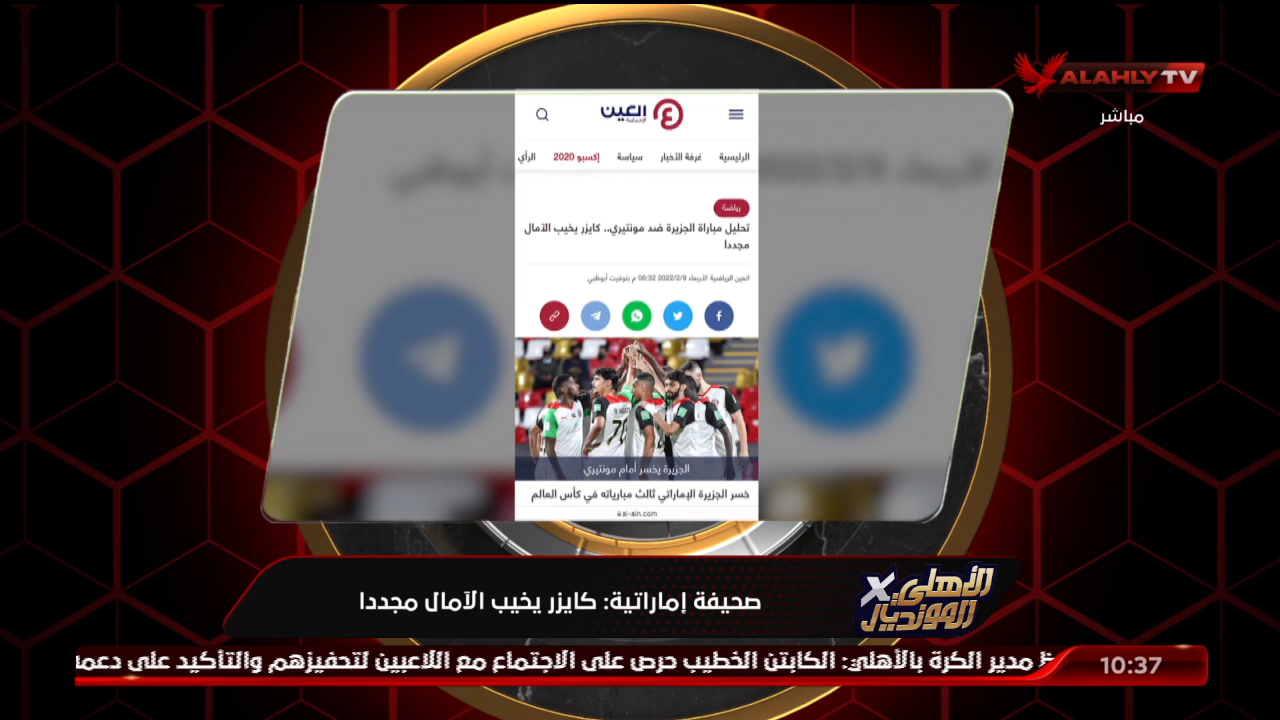 ALAHLY TV
مباشر
العين
الإخبارية
الرئيسية غرفة الأخبار سياسة إكسبو 2020 الرأي
رياضة
تحليل مباراة الجزيرة ضد مونتيري.. كايزر يخيب الآمال
مجددا
العين الرياضية الأربعاء 2022/2/9 08:32 م بتوقيت أبوظبي
الجزيرة يخسر أمام مونتيري
خسر الجزيرة الإماراتي ثالث مبارياته في كأس العالم
al-ain.com
الأهلي x المونديال
صحيفة إماراتية: كايزر يخيب الآمال مجددا
مدير الكرة بالأهلي: الكابتن الخطيب حرص على الاجتماع مع اللاعبين لتحفيزهم والتأكيد على دعمه
10:37